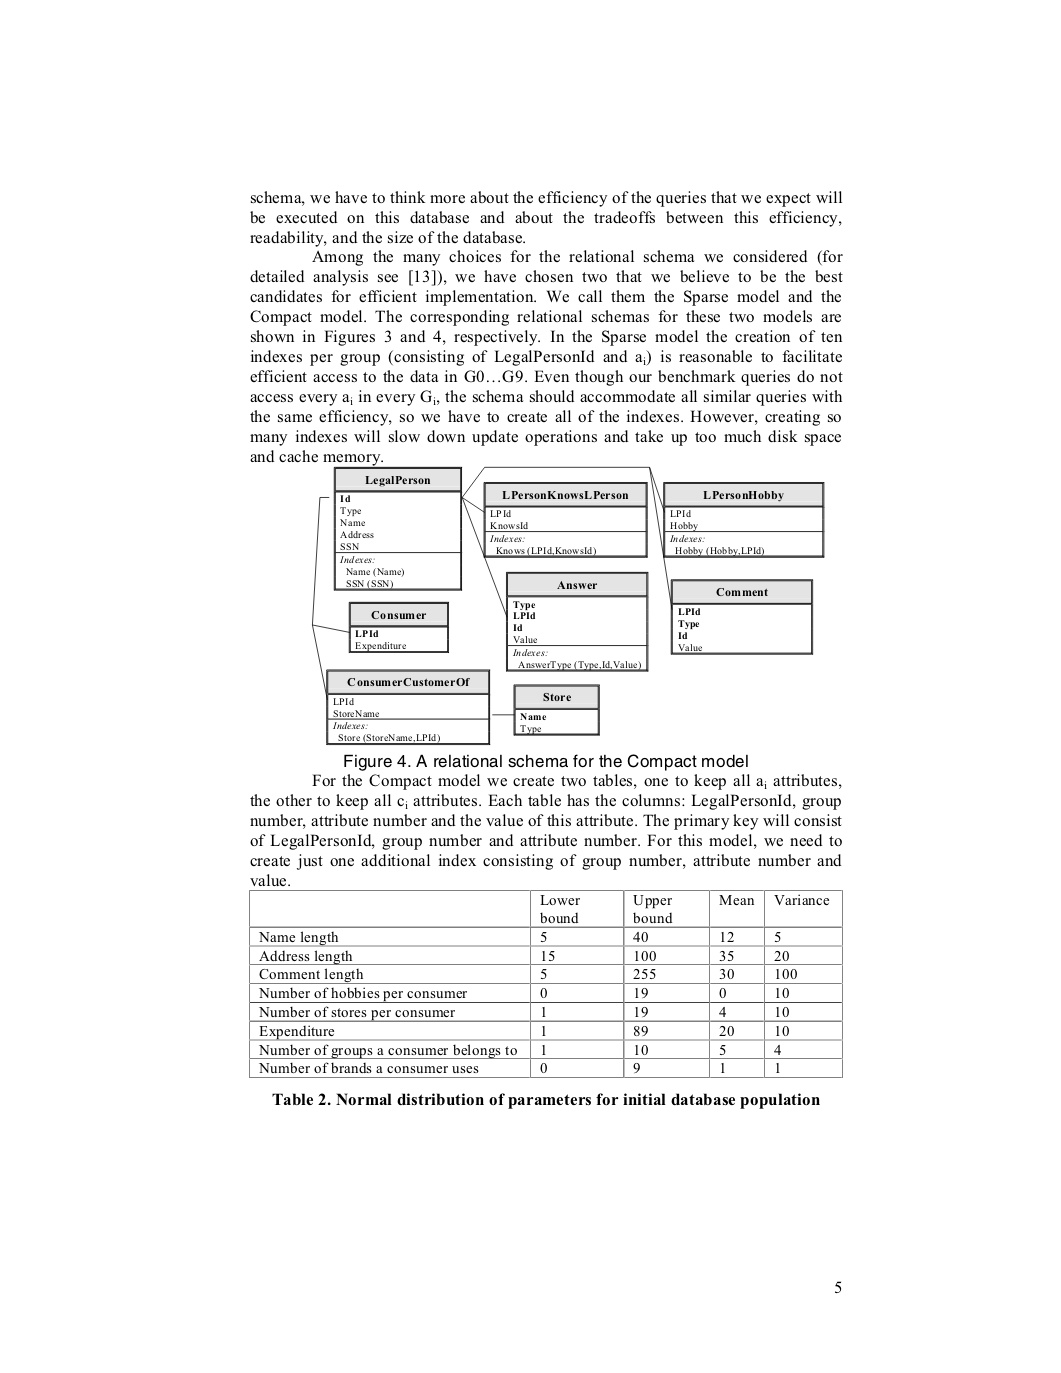 schema, we have to think more about the efficiency of the queries that we expect will
be executed on this database and about the tradeoffs between this efficiency,
readability, and the size of the database.
Among the many choices for the relational schema we considered (for
detailed analysis see [13]), we have chosen two that we believe to be the best
candidates for efficient implementation. We call them the Sparse model and the
Compact model. The corresponding relational schemas for these two models are
shown in Figures 3 and 4, respectively. In the Sparse model the creation of ten
indexes per group (consisting of LegalPersonId and ai) is reasonable to facilitate
efficient access to the data in G0…G9. Even though our benchmark queries do not
access every ai in every Gi, the schema should accommodate all similar queries with
the same efficiency, so we have to create all of the indexes. However, creating so
many indexes will slow down update operations and take up too much disk space
and cache memory.
LegalPerson
Id
Type
Name
Address
SSN
Indexes:
Name (Name)
SSN (SSN)
LPersonKnowsLPerson
LPId
KnowsId
Indexes:
Knows (LPId,KnowsId)
LPersonHobby
LPId
Hobby
Indexes:
Hobby (Hobby,LPId)
Consumer
LPId
Expenditure
Answer
Type
LPId
Id
Value
Indexes:
AnswerType (Type,Id,Value)
Comment
LPId
Type
Id
Value
ConsumerCustomerOf
LPId
StoreName
Indexes:
Store (StoreName,LPId)
Store
Name
Type
Figure 4. A relational schema for the Compact model
For the Compact model we create two tables, one to keep all ai attributes,
the other to keep all ci attributes. Each table has the columns: LegalPersonId, group
number, attribute number and the value of this attribute. The primary key will consist
of LegalPersonId, group number and attribute number. For this model, we need to
create just one additional index consisting of group number, attribute number and
value.
Lower bound Upper bound Mean Variance
Name length 5 40 12 5
Address length 15 100 35 20
Comment length 5 255 30 100
Number of hobbies per consumer 0 19 0 10
Number of stores per consumer 1 19 4 10
Expenditure 1 89 20 10
Number of groups a consumer belongs to 1 10 5 4
Number of brands a consumer uses 0 9 1 1
Table 2. Normal distribution of parameters for initial database population
5